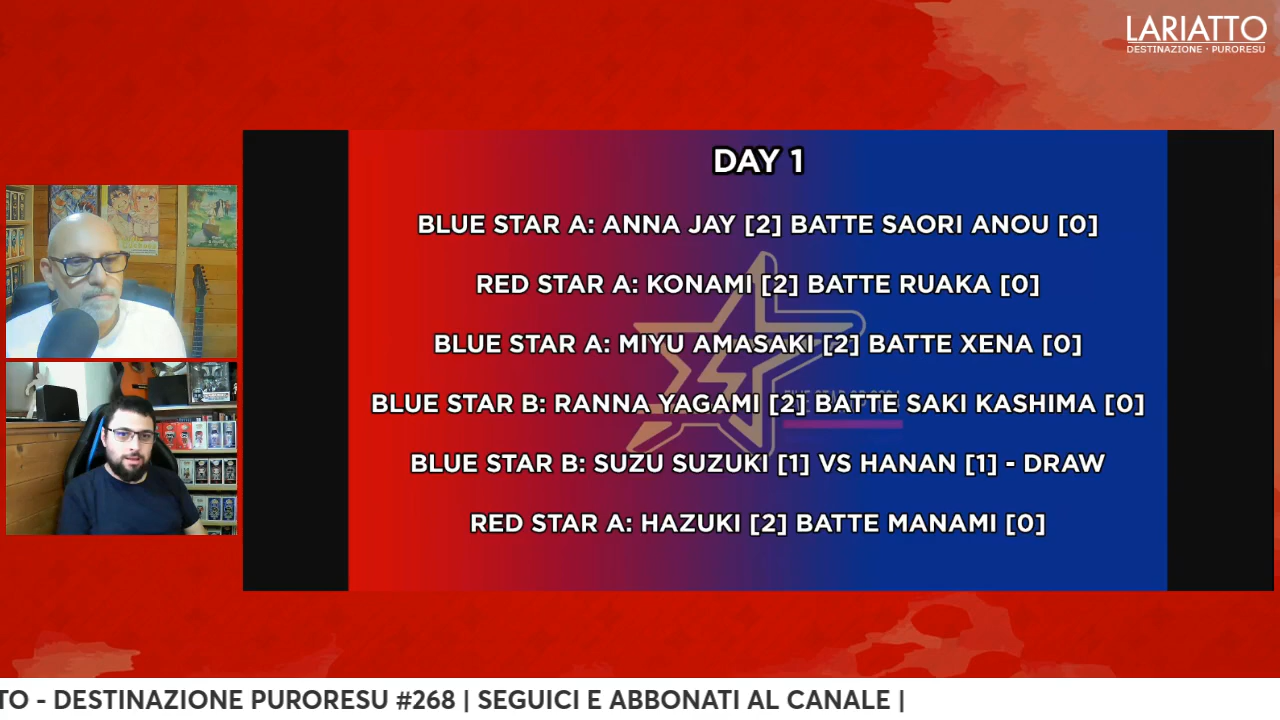 LARIATTO
DESTINAZIONE • PURORESU
DAY 1
BLUE STAR A: ANNA JAY [2] BATTE SAORI ANOU [0]
RED STAR A: KONAMI [2] BATTE RUAKA [0]
BLUE STAR A: MIYU AMASAKI [2] BATTE XENA [0]
BLUE STAR B: RANNA YAGAMI [2] BATTE SAKI KASHIMA [0]
BLUE STAR B: SUZU SUZUKI [1] VS HANAN [1] - DRAW
RED STAR A: HAZUKI [2] BATTE MANAMI [0]
TO - DESTINAZIONE PURORESU #268 | SEGUICI E ABBONATI AL CANALE |